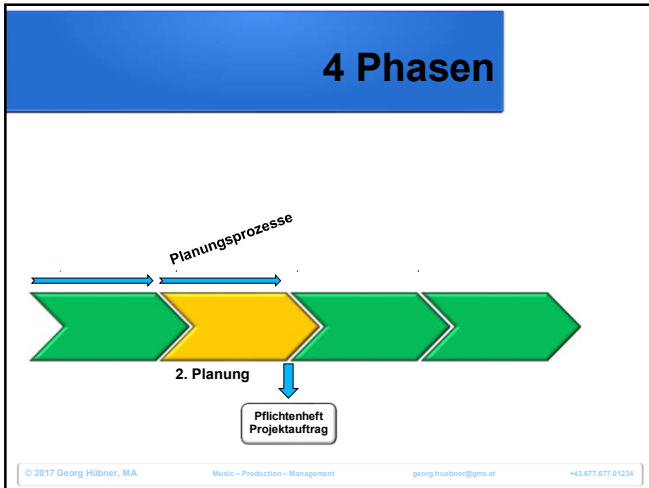 4 Phasen
Planungsprozesse
2. Planung
Pflichtenheft
Projektauftrag
© 2017 Georg Hübner, MA Music – Production – Management georg.huebner@gmx.at +43.677.677.01234